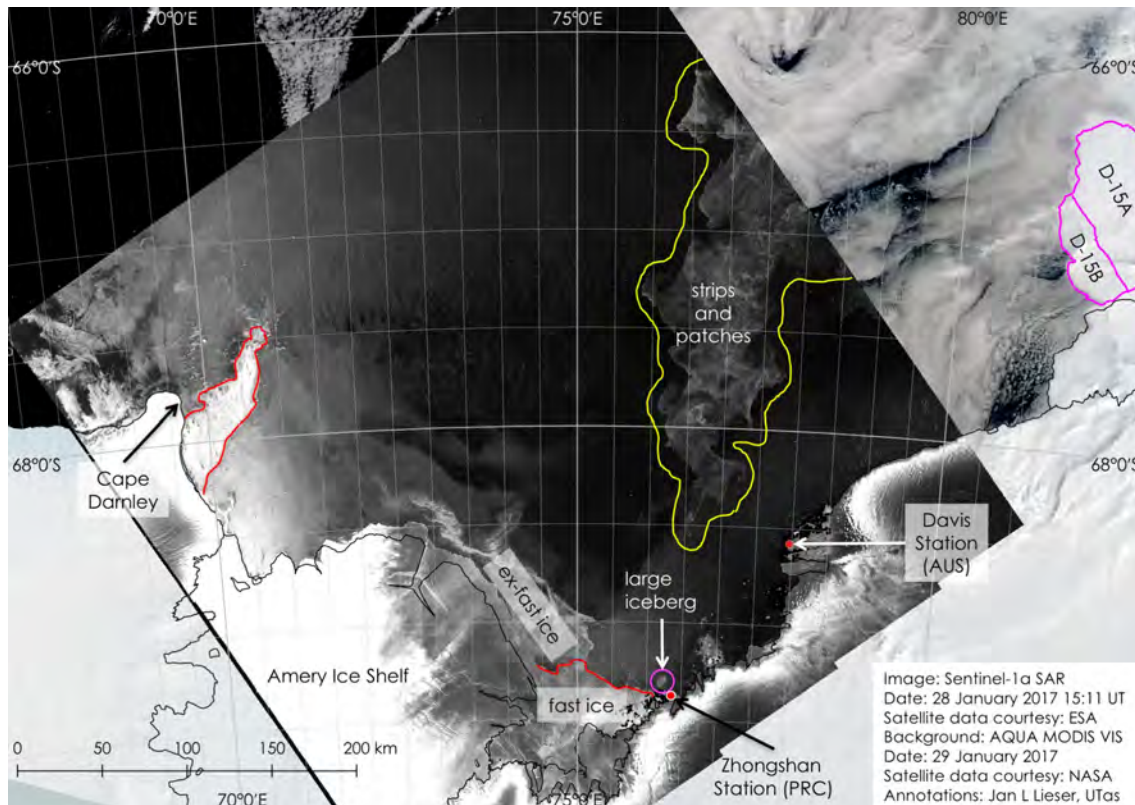 70°0'E
75°0'E
80°0'E
66°0'S
66°0'S
D-15A
D-15B
strips
and
patches
68°0'S
68°0'S
Cape
Darnley
Davis
Station
(AUS)
large
iceberg
ex-fast ice
Amery Ice Shelf
fast ice
Zhongshan
Station (PRC)
0 50 100 150 200 km
70°0'E
75°0'E
Image: Sentinel-1a SAR
Date: 28 January 2017 15:11 UT
Satellite data courtesy: ESA
Background: AQUA MODIS VIS
Date: 29 January 2017
Satellite data courtesy: NASA
Annotations: Jan L Lieser, UTas